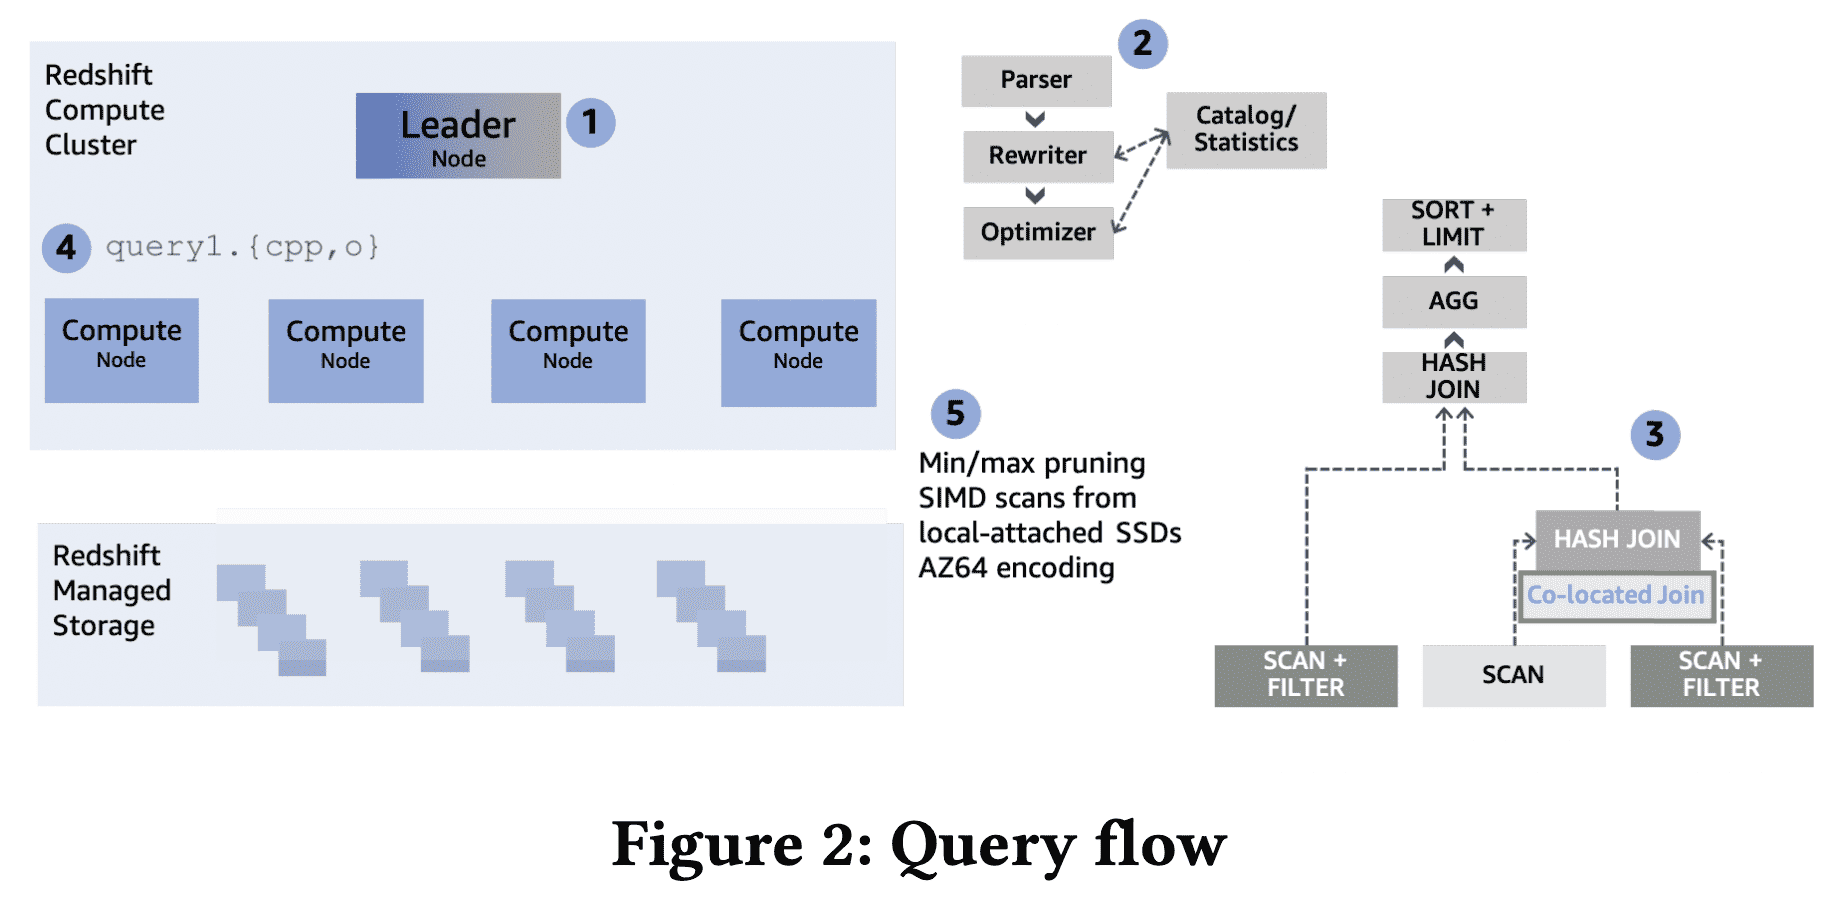 Redshift
Compute
Cluster
Leader
Node
1
4
query1.{cpp,o}
Compute
Node
Compute
Node
Compute
Node
Compute
Node
Redshift
Managed
Storage
2
Parser
Rewriter
Optimizer
Catalog/
Statistics
5
Min/max pruning
SIMD scans from
local-attached SSDs
AZ64 encoding
SORT +
LIMIT
AGG
HASH
JOIN
3
HASH JOIN
Co-located Join
SCAN +
FILTER
SCAN
SCAN +
FILTER
Figure 2: Query flow